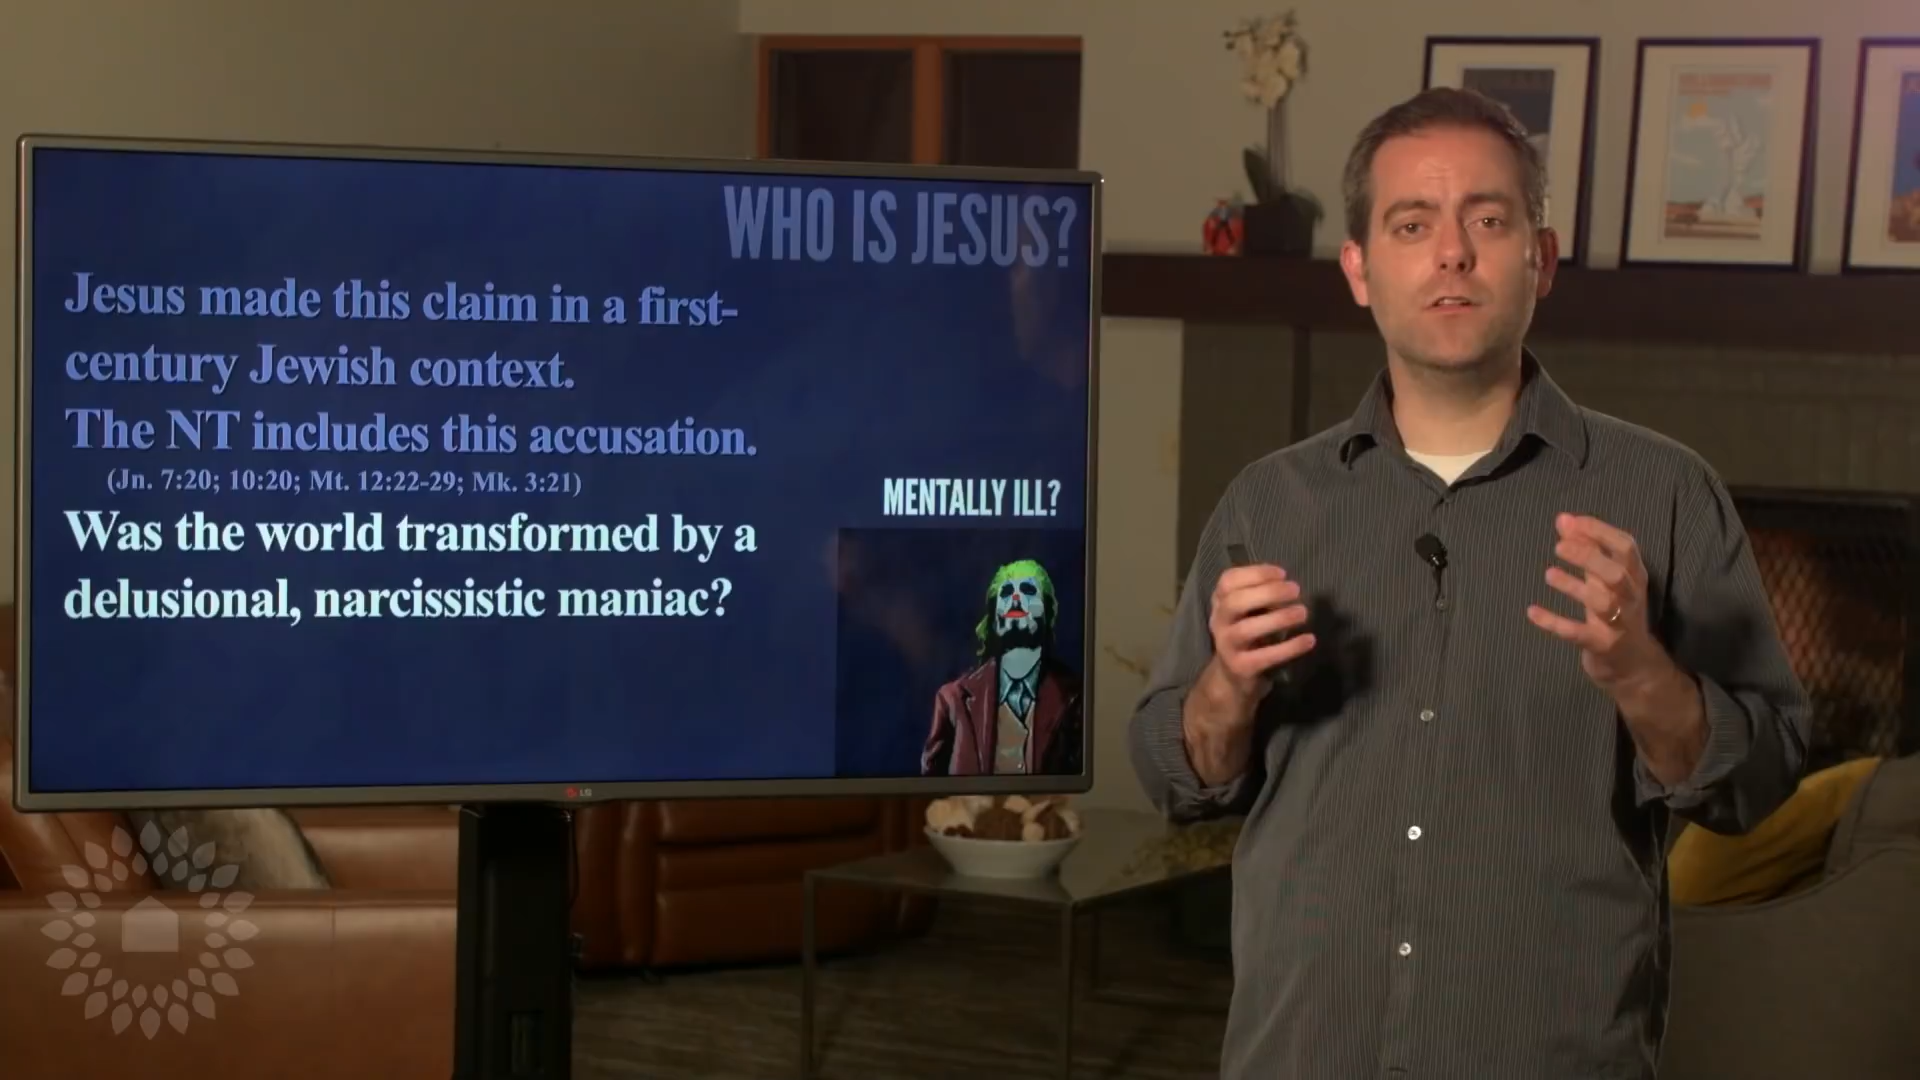 WHO IS JESUS?
Jesus made this claim in a first-
century Jewish context.
The NT includes this accusation.
(Jn. 7:20; 10:20; Mt. 12:22-29; Mk. 3:21)
Was the world transformed by a
delusional, narcissistic maniac?
MENTALLY ILL?
LG